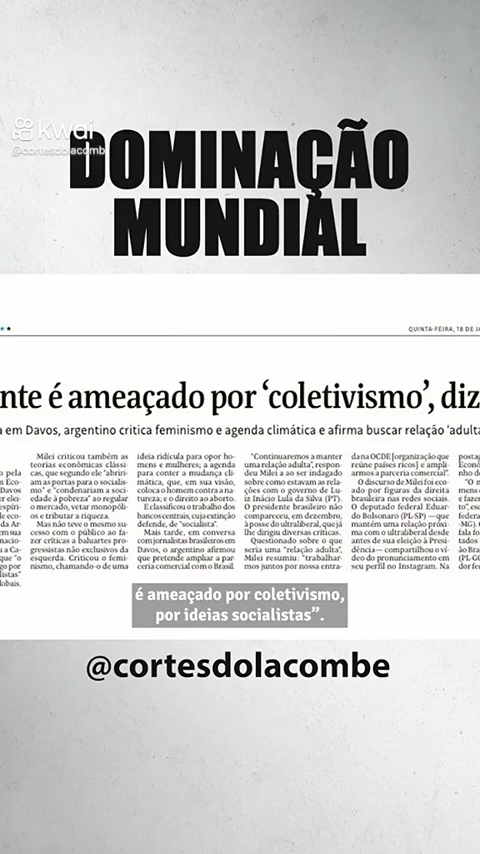 DOMINAÇÃO
MUNDIAL
kwai
@cortesdolacomb
QUINTA-FEIRA, 18 DE
nte é ameaçado por ‘coletivismo’, diz
em Davos, argentino critica feminismo e agenda climática e afirma buscar relação ‘adulta
Milei criticou também as
teorias econômicas clássi-
cas, que segundo ele “abriri-
am as portas para o socialis-
mo” e “condenariam a soci-
edade à pobreza” ao regular
o mercado, vetar monopóli-
os e tributar a riqueza.
Mas não teve o mesmo su-
cesso com o público ao fa-
zer críticas a baluartes pro-
gressistas não exclusivos da
esquerda. Criticou o femi-
nismo, chamando-o de uma
ideia ridícula para opor ho-
mens e mulheres; a agenda
para conter a mudança cli-
mática, que, em sua visão,
coloca o homem contra a na-
tureza; e o direito ao aborto.
E classificou o trabalho dos
bancos centrais, cuja extinção
defende, de “socialista”.
Mais tarde, em conversa
com jornalistas brasileiros em
Davos, o argentino afirmou
que pretende ampliar a par-
ceria comercial com o Brasil.
“Continuaremos a manter
uma relação adulta”, respon-
deu Milei a ao ser indagado
sobre como estavam as rela-
ções com o governo de Lu-
iz Inácio Lula da Silva (PT).
O presidente brasileiro não
compareceu, em dezembro,
à posse do ultraliberal, que já
lhe dirigiu diversas críticas.
Questionado sobre o que
seria uma “relação adulta”,
Milei resumiu: “trabalhar-
mos juntos por nossa entra-
da na OCDE [organização que
reúne países ricos] e ampli-
armos a parceria comercial”.
O discurso de Milei foi eco-
ado por figuras da direita
brasileira nas redes sociais.
O deputado federal Eduar-
do Bolsonaro (PL-SP) —que
mantém uma relação próxi-
ma com o ultraliberal desde
antes de sua eleição à Presi-
dência— compartilhou o ví-
deo do pronunciamento em
seu perfil no Instagram. Na
é ameaçado por coletivismo,
por ideias socialistas”.
@cortesdolacombe